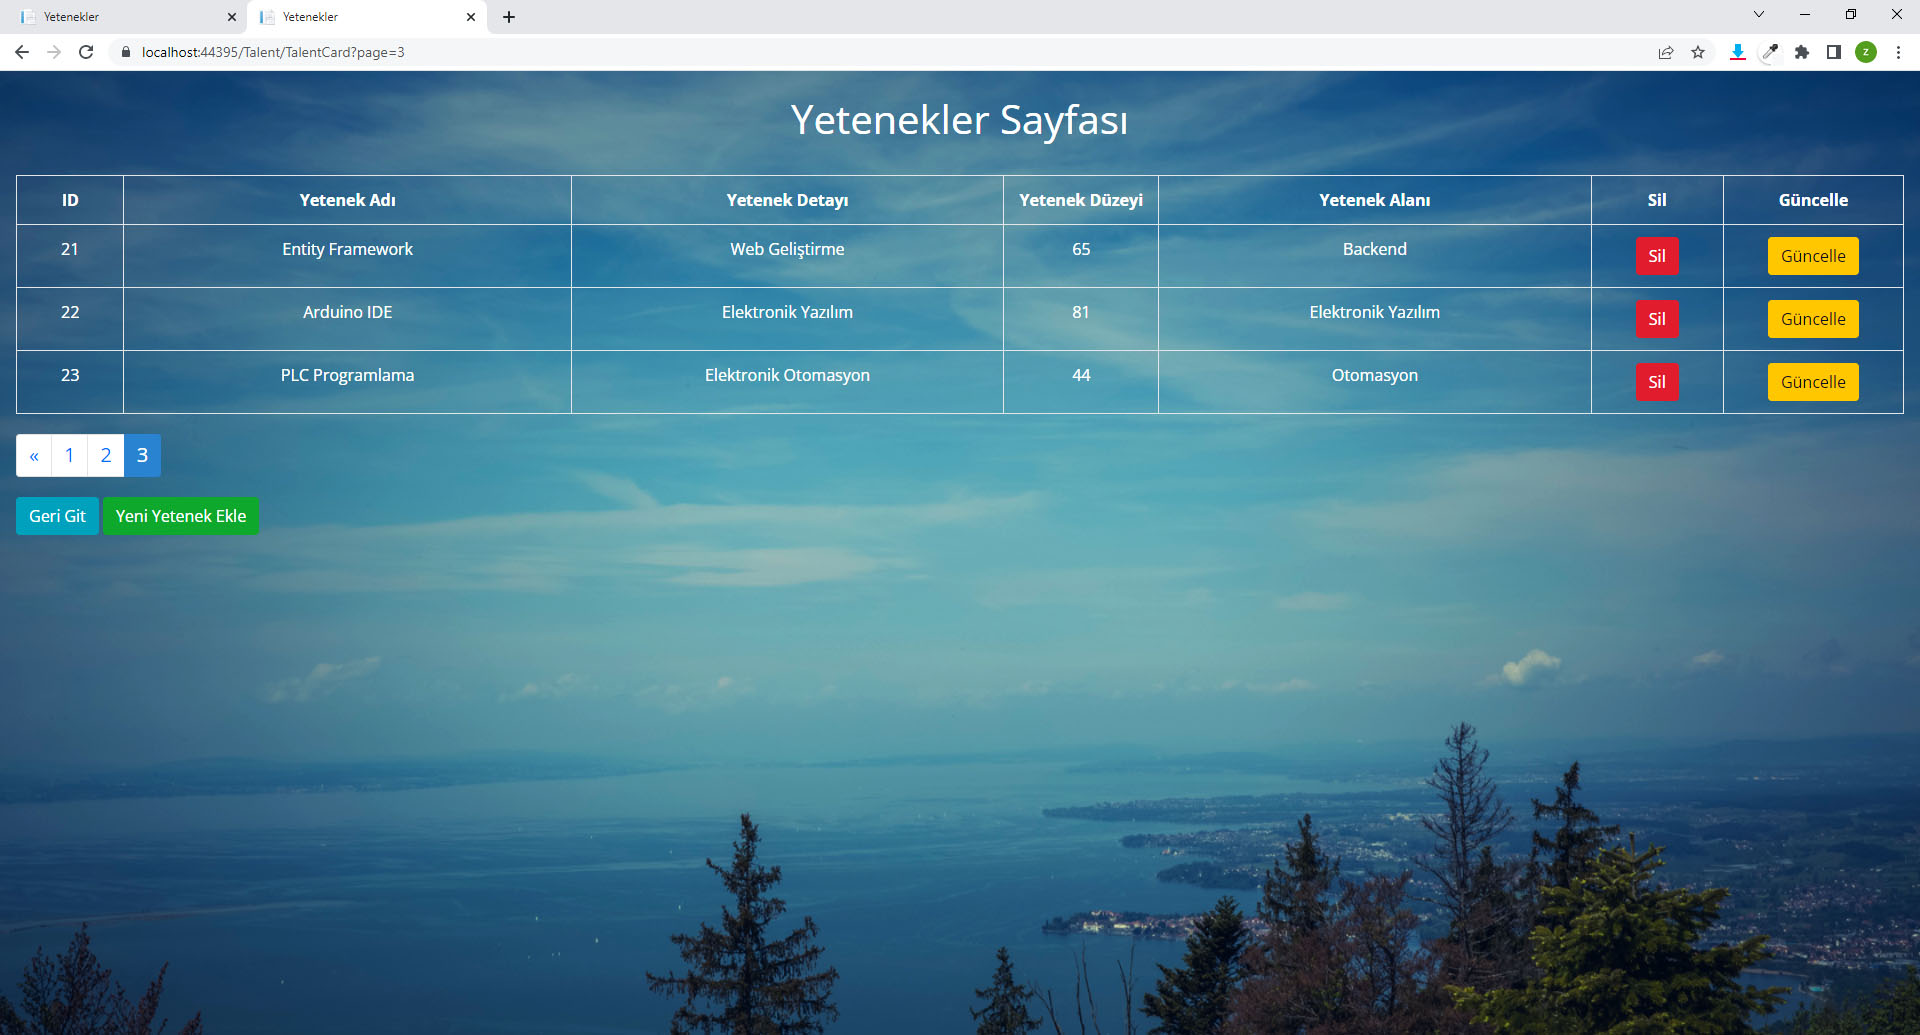 Yetenekler
Yetenekler
localhost:44395/Talent/TalentCard?page=3
z
Yetenekler Sayfası
ID Yetenek Adı Yetenek Detayı Yetenek Düzeyi Yetenek Alanı Sil Güncelle
21 Entity Framework Web Geliştirme 65 Backend Sil Güncelle
22 Arduino IDE Elektronik Yazılım 81 Elektronik Yazılım Sil Güncelle
23 PLC Programlama Elektronik Otomasyon 44 Otomasyon Sil Güncelle
« 1 2 3
Geri Git Yeni Yetenek Ekle